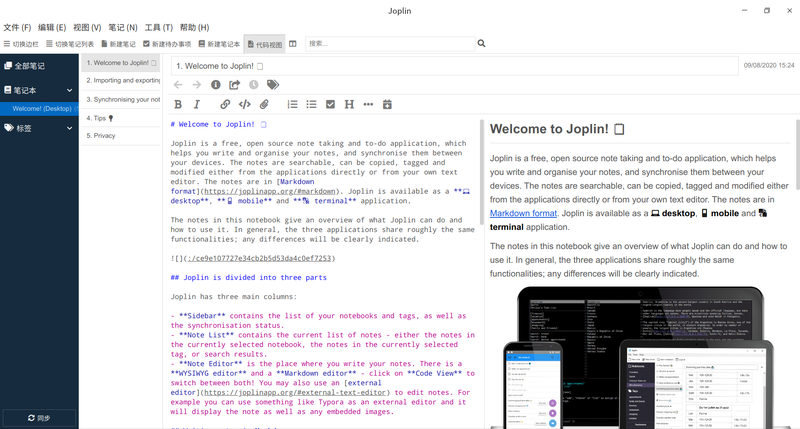 Joplin
文件 (F) 编辑 (E) 视图 (V) 笔记 (N) 工具 (T) 帮助 (H)
切换边栏 切换笔记列表 新建笔记 新建待办事项 新建笔记本 代码视图 搜索...
全部笔记
笔记本
Welcome! (Desktop)
标签
同步
1. Welcome to Joplin!
2. Importing and exporting
3. Synchronising your not
4. Tips
5. Privacy
1. Welcome to Joplin!
09/08/2020 15:24
# Welcome to Joplin!
Joplin is a free, open source note taking and to-do application, which
helps you write and organise your notes, and synchronise them between
your devices. The notes are searchable, can be copied, tagged and
modified either from the applications directly or from your own text
editor. The notes are in [Markdown
format](https://joplinapp.org/#markdown). Joplin is available as a **
desktop**, ** mobile** and ** terminal** application.
The notes in this notebook give an overview of what Joplin can do and
how to use it. In general, the three applications share roughly the same
functionalities; any differences will be clearly indicated.
![](:/ce9e107727e34cb2b5d53da4c0ef7253)
## Joplin is divided into three parts
Joplin has three main columns:
- **Sidebar** contains the list of your notebooks and tags, as well as
the synchronisation status.
- **Note List** contains the current list of notes - either the notes in
the currently selected notebook, the notes in the currently selected
tag, or search results.
- **Note Editor** is the place where you write your notes. There is a
**WYSIWYG editor** and a **Markdown editor** - click on **Code View** to
switch between both! You may also use an [external
editor](https://joplinapp.org/#external-text-editor) to edit notes. For
example you can use something like Typora as an external editor and it
will display the note as well as any embedded images.
Welcome to Joplin!
Joplin is a free, open source note taking and to-do application, which
helps you write and organise your notes, and synchronise them between
your devices. The notes are searchable, can be copied, tagged and modified either
from the applications directly or from your own text editor. The notes are in
Markdown format. Joplin is available as a desktop, mobile and
terminal application.
The notes in this notebook give an overview of what Joplin can do and how to
use it. In general, the three applications share roughly the same
functionalities; any differences will be clearly indicated.